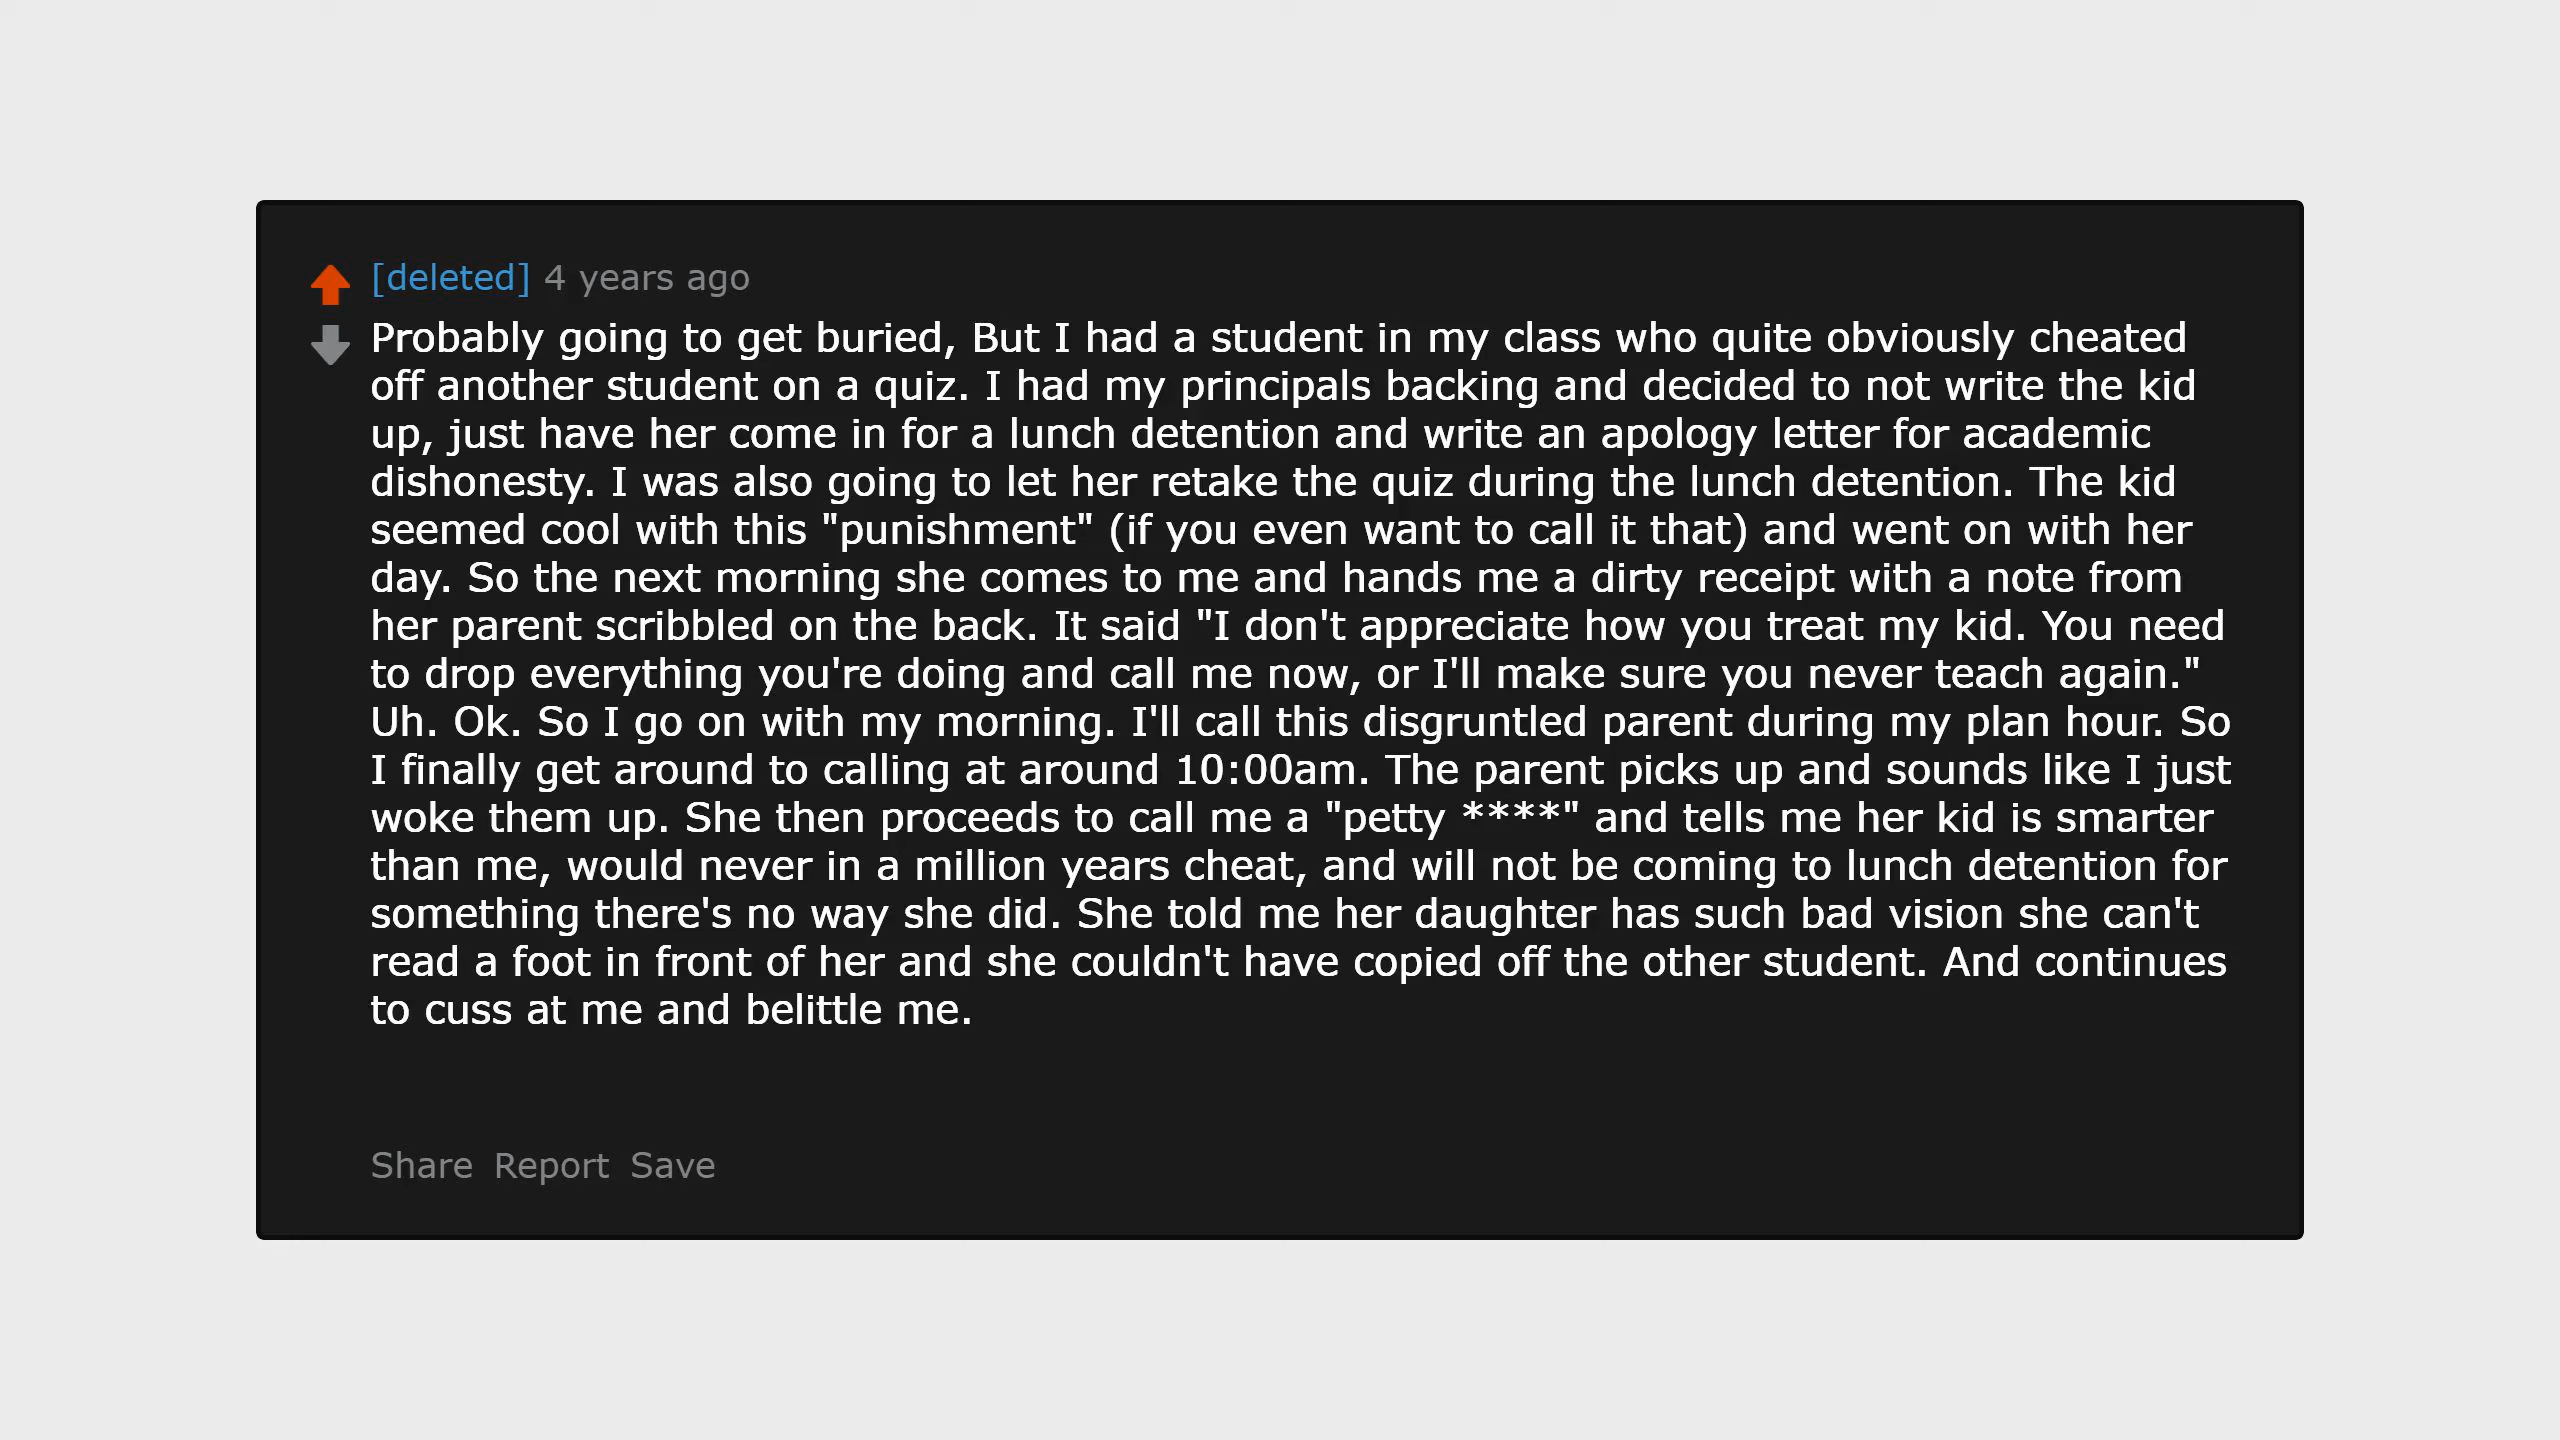 [deleted] 4 years ago
Probably going to get buried, But I had a student in my class who quite obviously cheated
off another student on a quiz. I had my principals backing and decided to not write the kid
up, just have her come in for a lunch detention and write an apology letter for academic
dishonesty. I was also going to let her retake the quiz during the lunch detention. The kid
seemed cool with this "punishment" (if you even want to call it that) and went on with her
day. So the next morning she comes to me and hands me a dirty receipt with a note from
her parent scribbled on the back. It said "I don't appreciate how you treat my kid. You need
to drop everything you're doing and call me now, or I'll make sure you never teach again."
Uh. Ok. So I go on with my morning. I'll call this disgruntled parent during my plan hour. So
I finally get around to calling at around 10:00am. The parent picks up and sounds like I just
woke them up. She then proceeds to call me a "petty ****" and tells me her kid is smarter
than me, would never in a million years cheat, and will not be coming to lunch detention for
something there's no way she did. She told me her daughter has such bad vision she can't
read a foot in front of her and she couldn't have copied off the other student. And continues
to cuss at me and belittle me.
Share Report Save